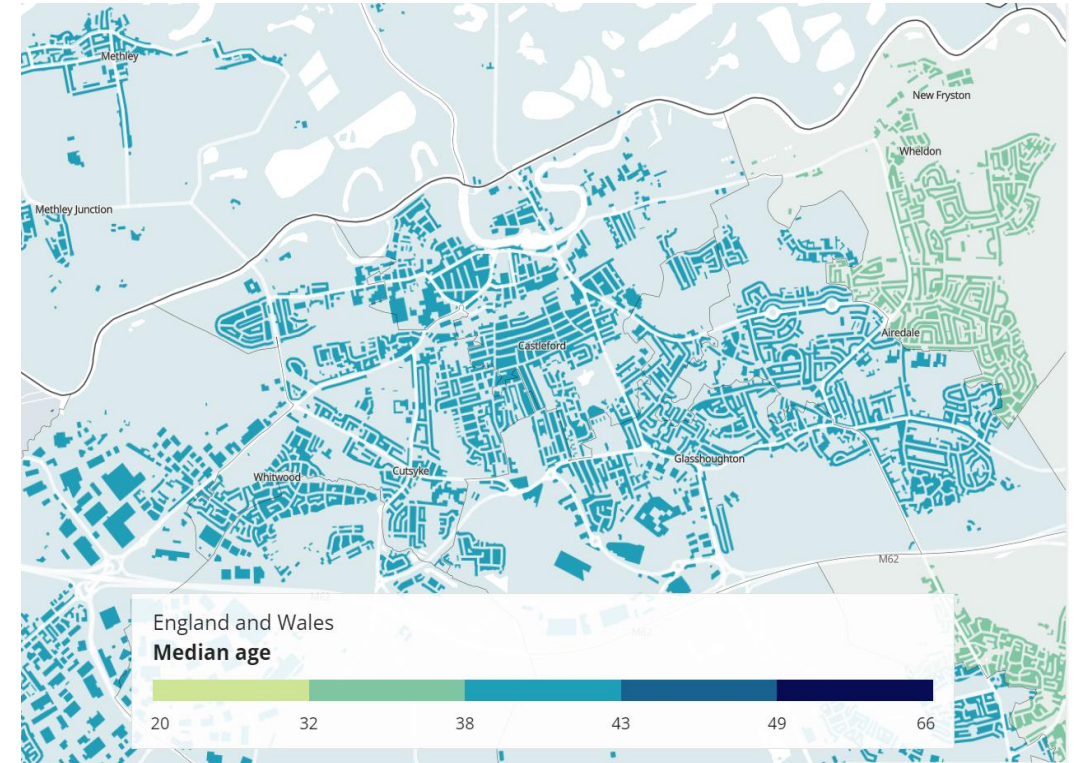 Methley
New Fryston
Wheldon
Methley Junction
Airedale
Castleford
Glasshoughton
Whitwood
Cutsyke
M62
M62
England and Wales
Median age
20 32 38 43 49 66